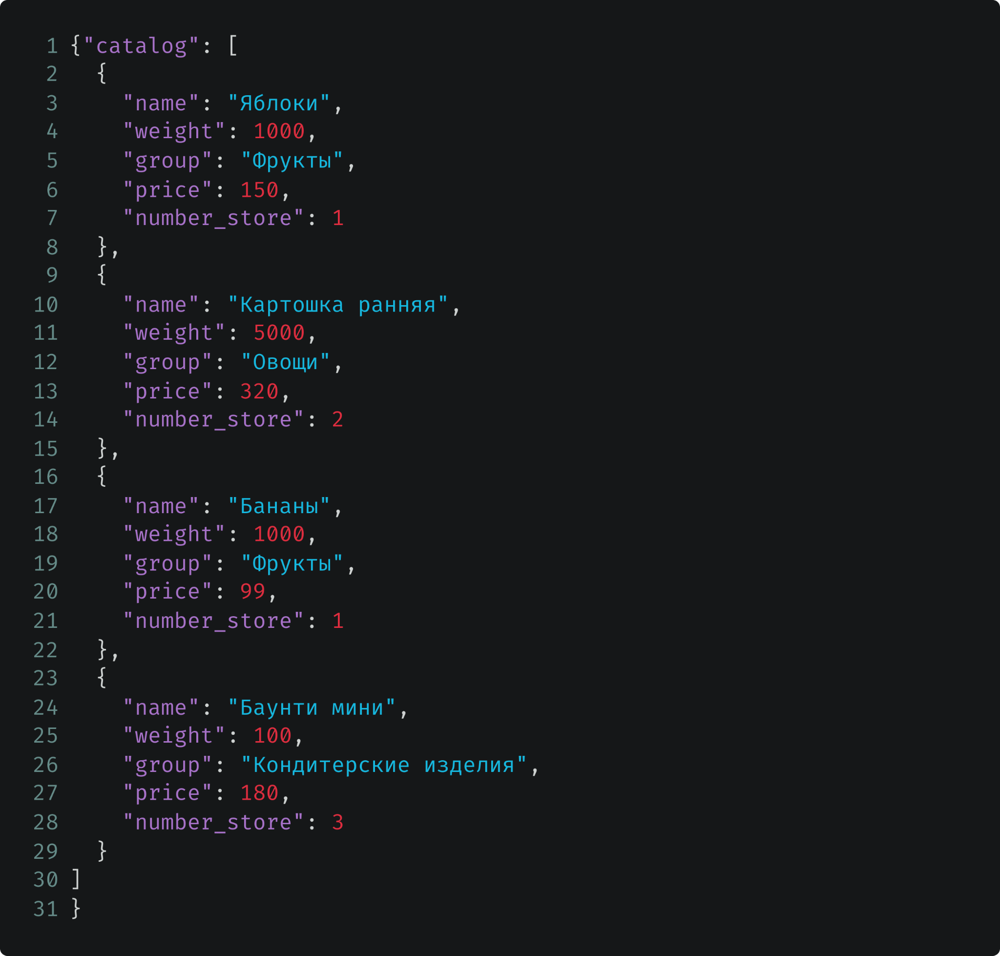 1 {"catalog": [
2   {
3     "name": "Яблоки",
4     "weight": 1000,
5     "group": "Фрукты",
6     "price": 150,
7     "number_store": 1
8   },
9   {
10     "name": "Картошка ранняя",
11     "weight": 5000,
12     "group": "Овощи",
13     "price": 320,
14     "number_store": 2
15   },
16   {
17     "name": "Бананы",
18     "weight": 1000,
19     "group": "Фрукты",
20     "price": 99,
21     "number_store": 1
22   },
23   {
24     "name": "Баунти мини",
25     "weight": 100,
26     "group": "Кондитерские изделия",
27     "price": 180,
28     "number_store": 3
29   }
30 ]
31 }